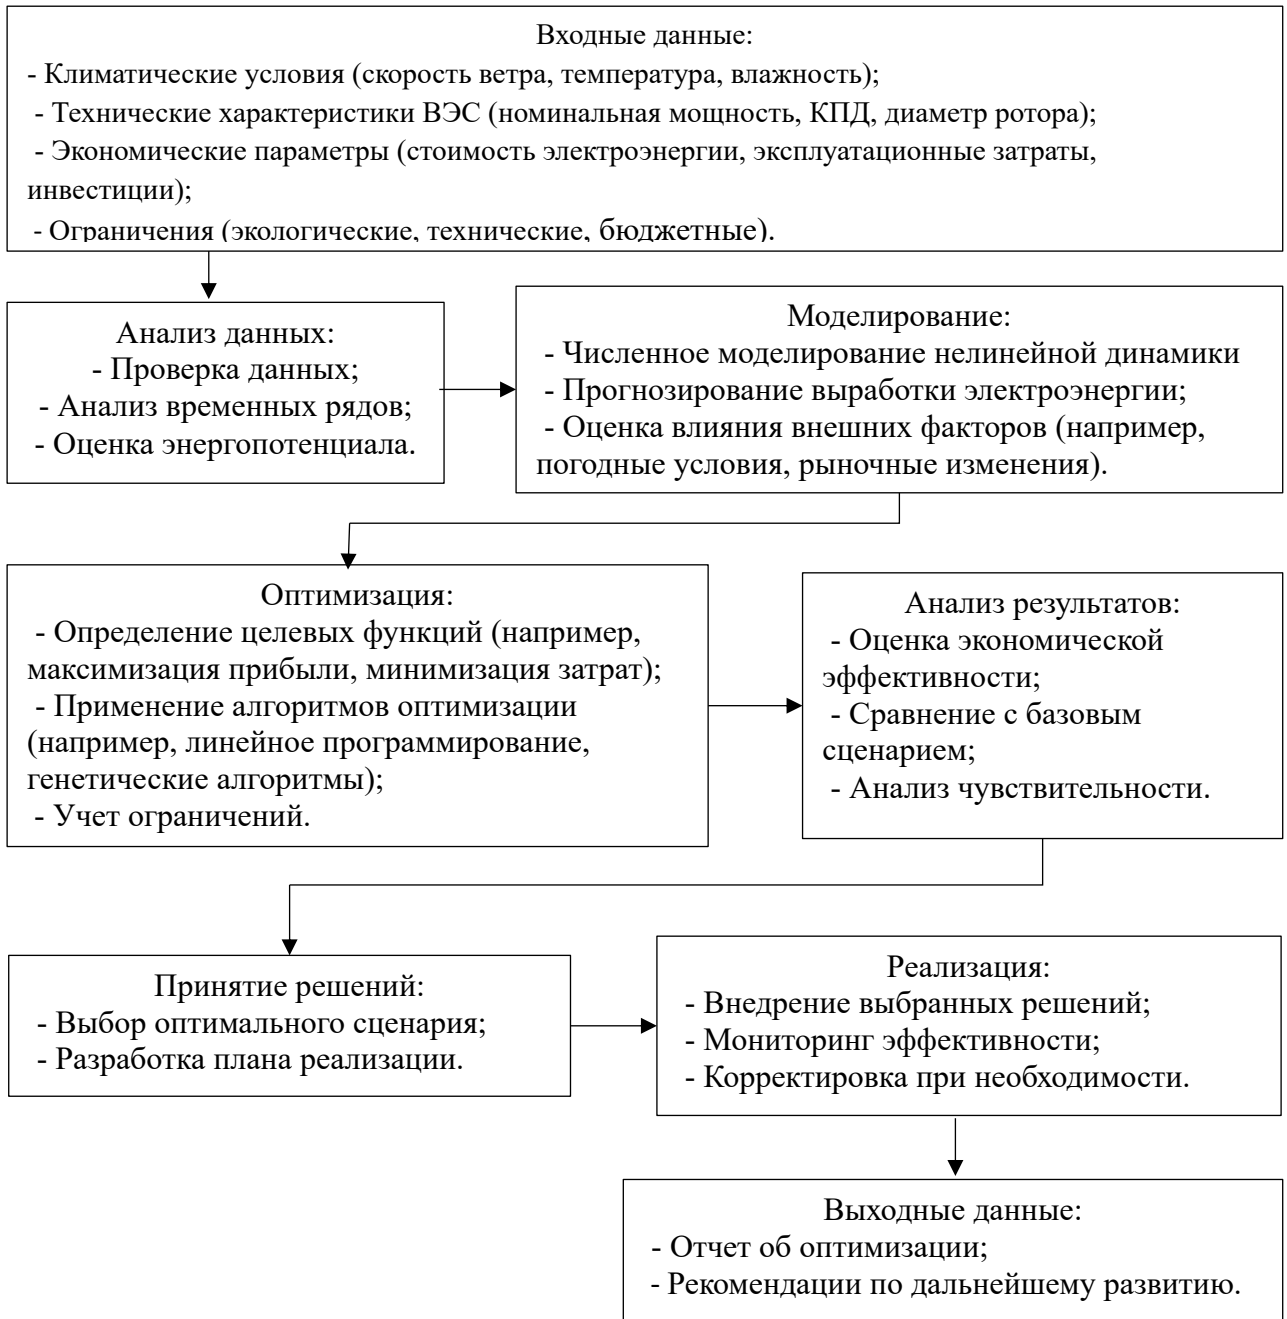 Входные данные:
- Климатические условия (скорость ветра, температура, влажность);
- Технические характеристики ВЭС (номинальная мощность, КПД, диаметр ротора);
- Экономические параметры (стоимость электроэнергии, эксплуатационные затраты,
инвестиции);
- Ограничения (экологические, технические, бюджетные).
Анализ данных:
- Проверка данных;
- Анализ временных рядов;
- Оценка энергопотенциала.
Моделирование:
- Численное моделирование нелинейной динамики
- Прогнозирование выработки электроэнергии;
- Оценка влияния внешних факторов (например,
погодные условия, рыночные изменения).
Оптимизация:
- Определение целевых функций (например,
максимизация прибыли, минимизация затрат);
- Применение алгоритмов оптимизации
(например, линейное программирование,
генетические алгоритмы);
- Учет ограничений.
Анализ результатов:
- Оценка экономической
эффективности;
- Сравнение с базовым
сценарием;
- Анализ чувствительности.
Принятие решений:
- Выбор оптимального сценария;
- Разработка плана реализации.
Реализация:
- Внедрение выбранных решений;
- Мониторинг эффективности;
- Корректировка при необходимости.
Выходные данные:
- Отчет об оптимизации;
- Рекомендации по дальнейшему развитию.